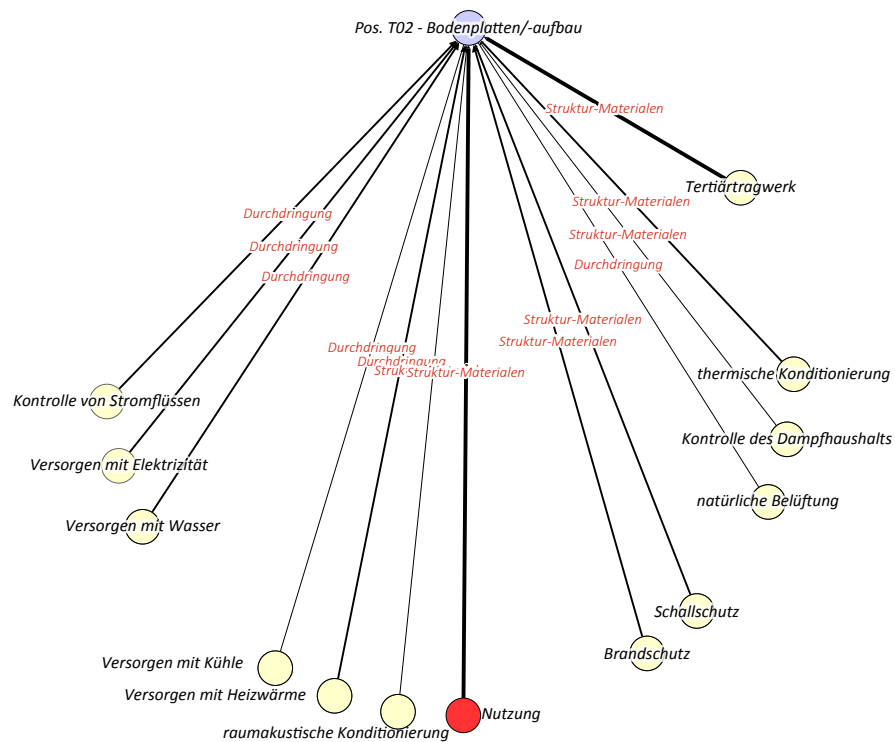 Pos. T02 - Bodenplatten/-aufbau
Struktur-Materialen
Tertiärtragwerk
Struktur-Materialen
Durchdringung
Struktur-Materialen
Durchdringung
Durchdringung
Durchdringung
Struktur-Materialen
Struktur-Materialen
Durchdringung
Durchdringung
Struktur-Materialen
thermische Konditionierung
Kontrolle von Stromflüssen
Kontrolle des Dampfhaushalts
Versorgen mit Elektrizität
natürliche Belüftung
Versorgen mit Wasser
Schallschutz
Brandschutz
Versorgen mit Kühle
Versorgen mit Heizwärme
Nutzung
raumakustische Konditionierung